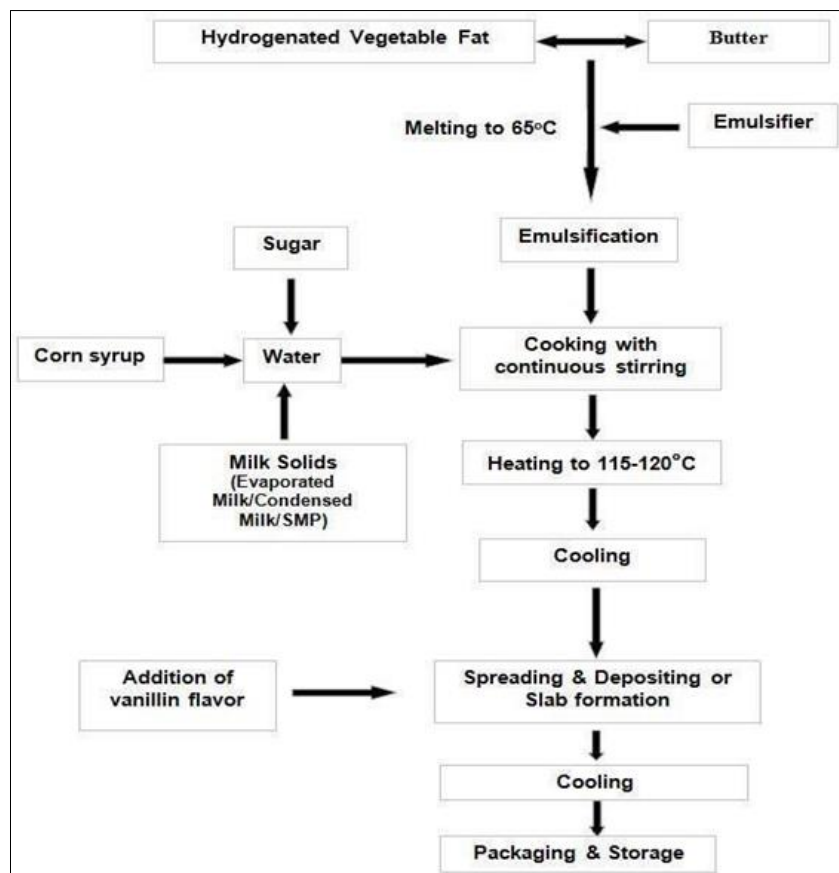 Hydrogenated Vegetable Fat
Butter
Melting to 65°C
Emulsifier
Emulsification
Sugar
Corn syrup
Water
Cooking with
continuous stirring
Milk Solids
(Evaporated
Milk/Condensed
Milk/SMP)
Heating to 115-120°C
Cooling
Addition of
vanillin flavor
Spreading & Depositing or
Slab formation
Cooling
Packaging & Storage